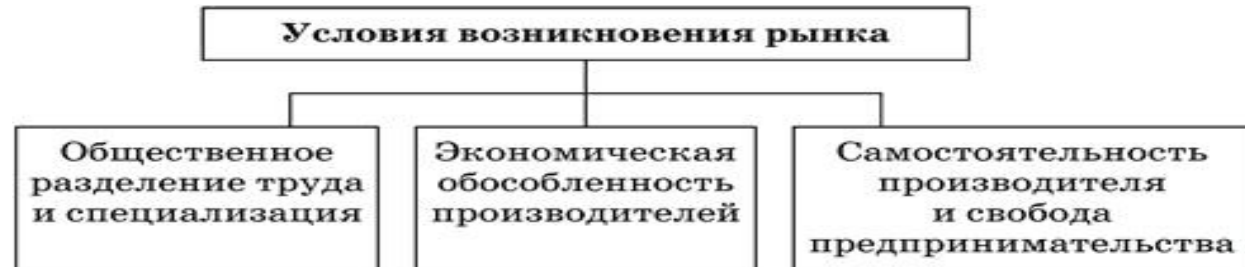 Условия возникновения рынка
Общественное
разделение труда
и специализация
Экономическая
обособленность
производителей
Самостоятельность
производителя
и свобода
предпринимательства